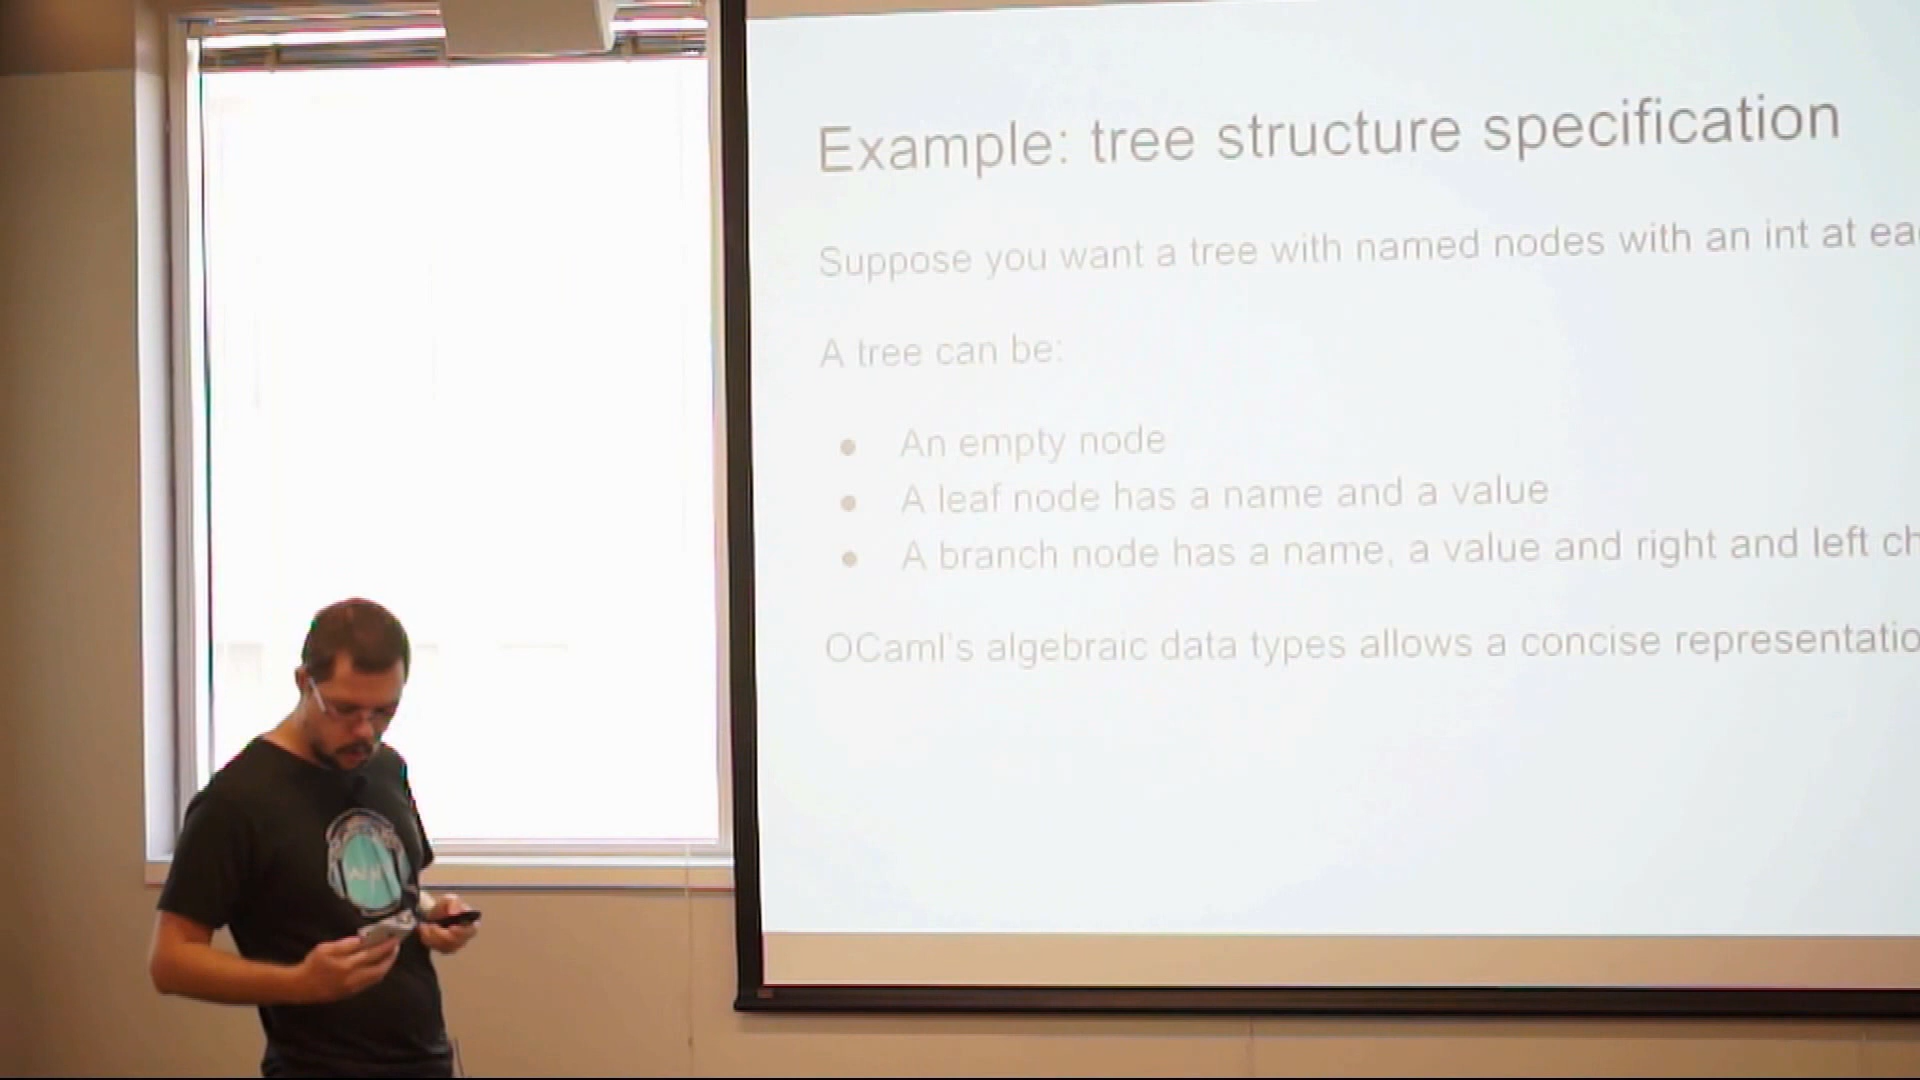 Example: tree structure specification
Suppose you want a tree with named nodes with an int at ea
A tree can be:
● An empty node
● A leaf node has a name and a value
● A branch node has a name, a value and right and left ch
OCaml's algebraic data types allows a concise representatio